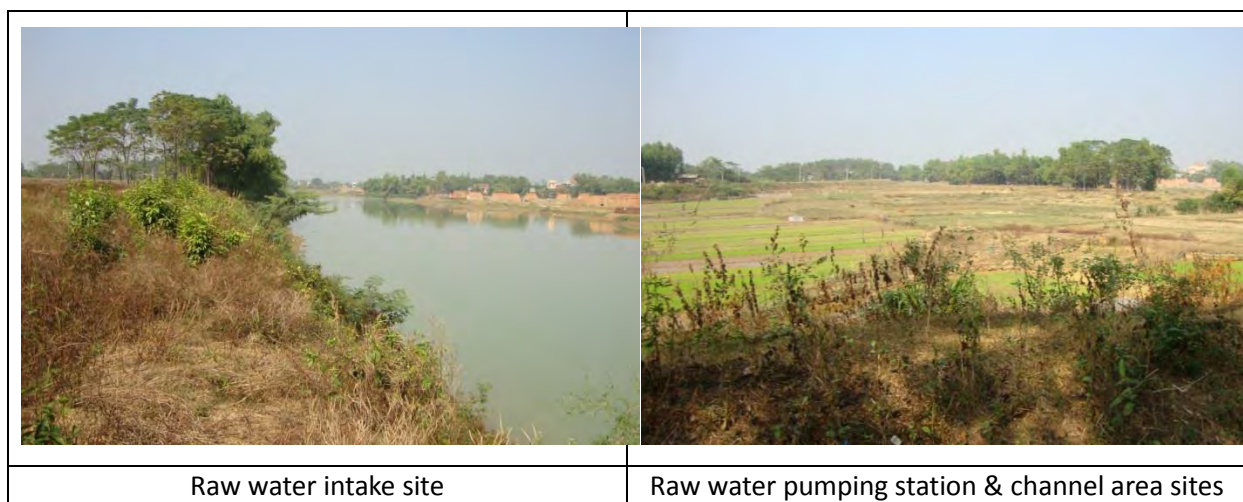 Raw water intake site
Raw water pumping station & channel area sites